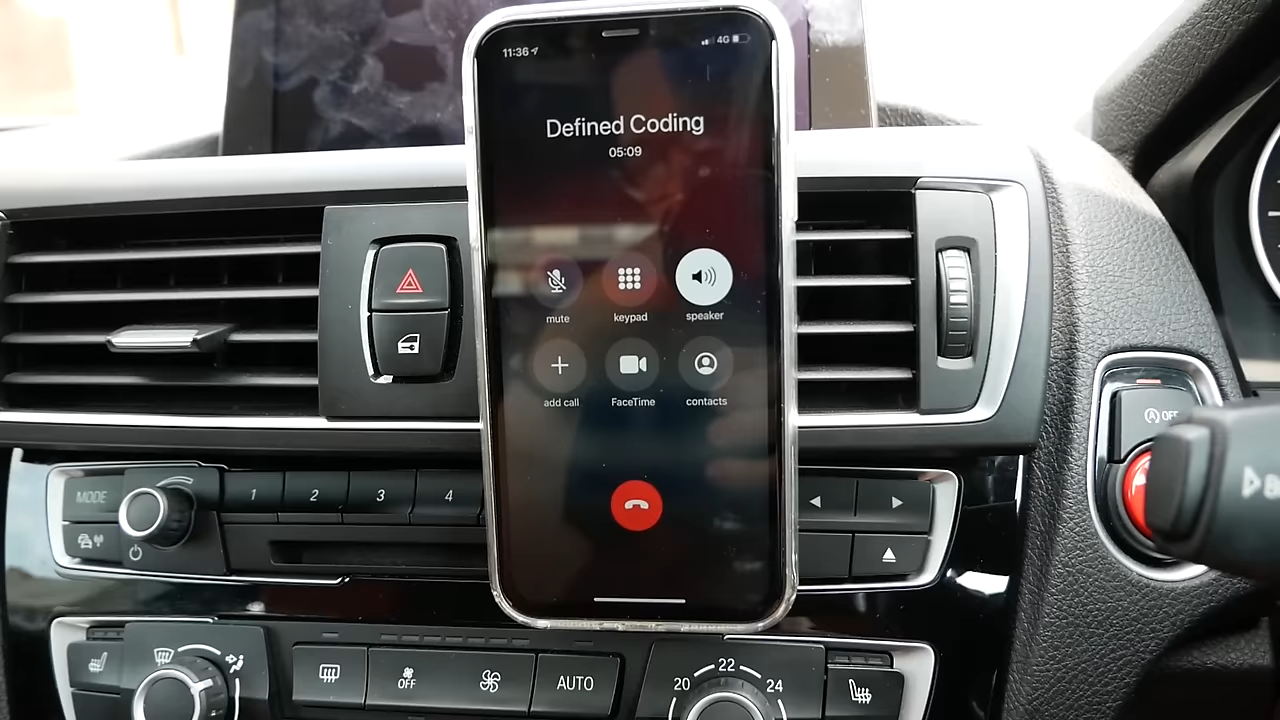 11:36
4G
Defined Coding
05:09
mute
keypad
speaker
add call
FaceTime
contacts
MODE
1
2
3
4
OFF
OFF
AUTO
20
22
24